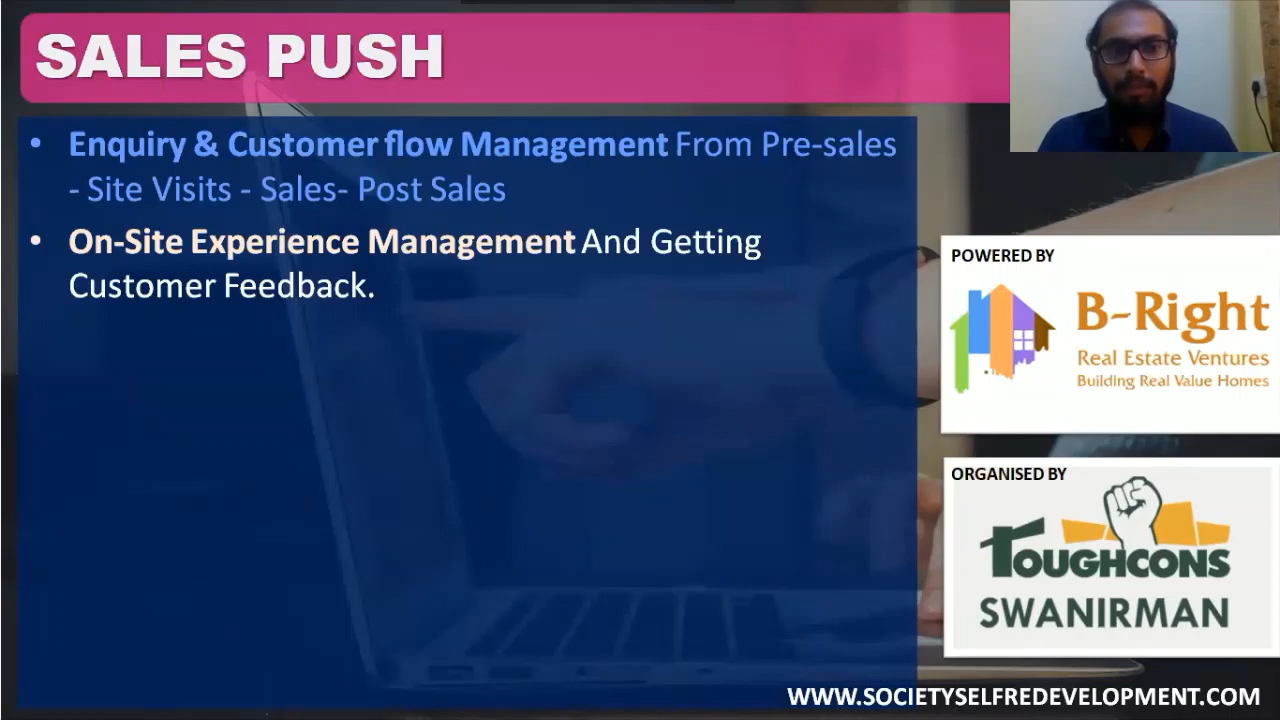 SALES PUSH
• Enquiry & Customer flow Management From Pre-sales
- Site Visits - Sales- Post Sales
• On-Site Experience Management And Getting
Customer Feedback.
POWERED BY
B-Right
Real Estate Ventures
Building Real Value Homes
ORGANISED BY
TOUGHCONS
SWANIRMAN
WWW.SOCIETYSELFREDEVELOPMENT.COM